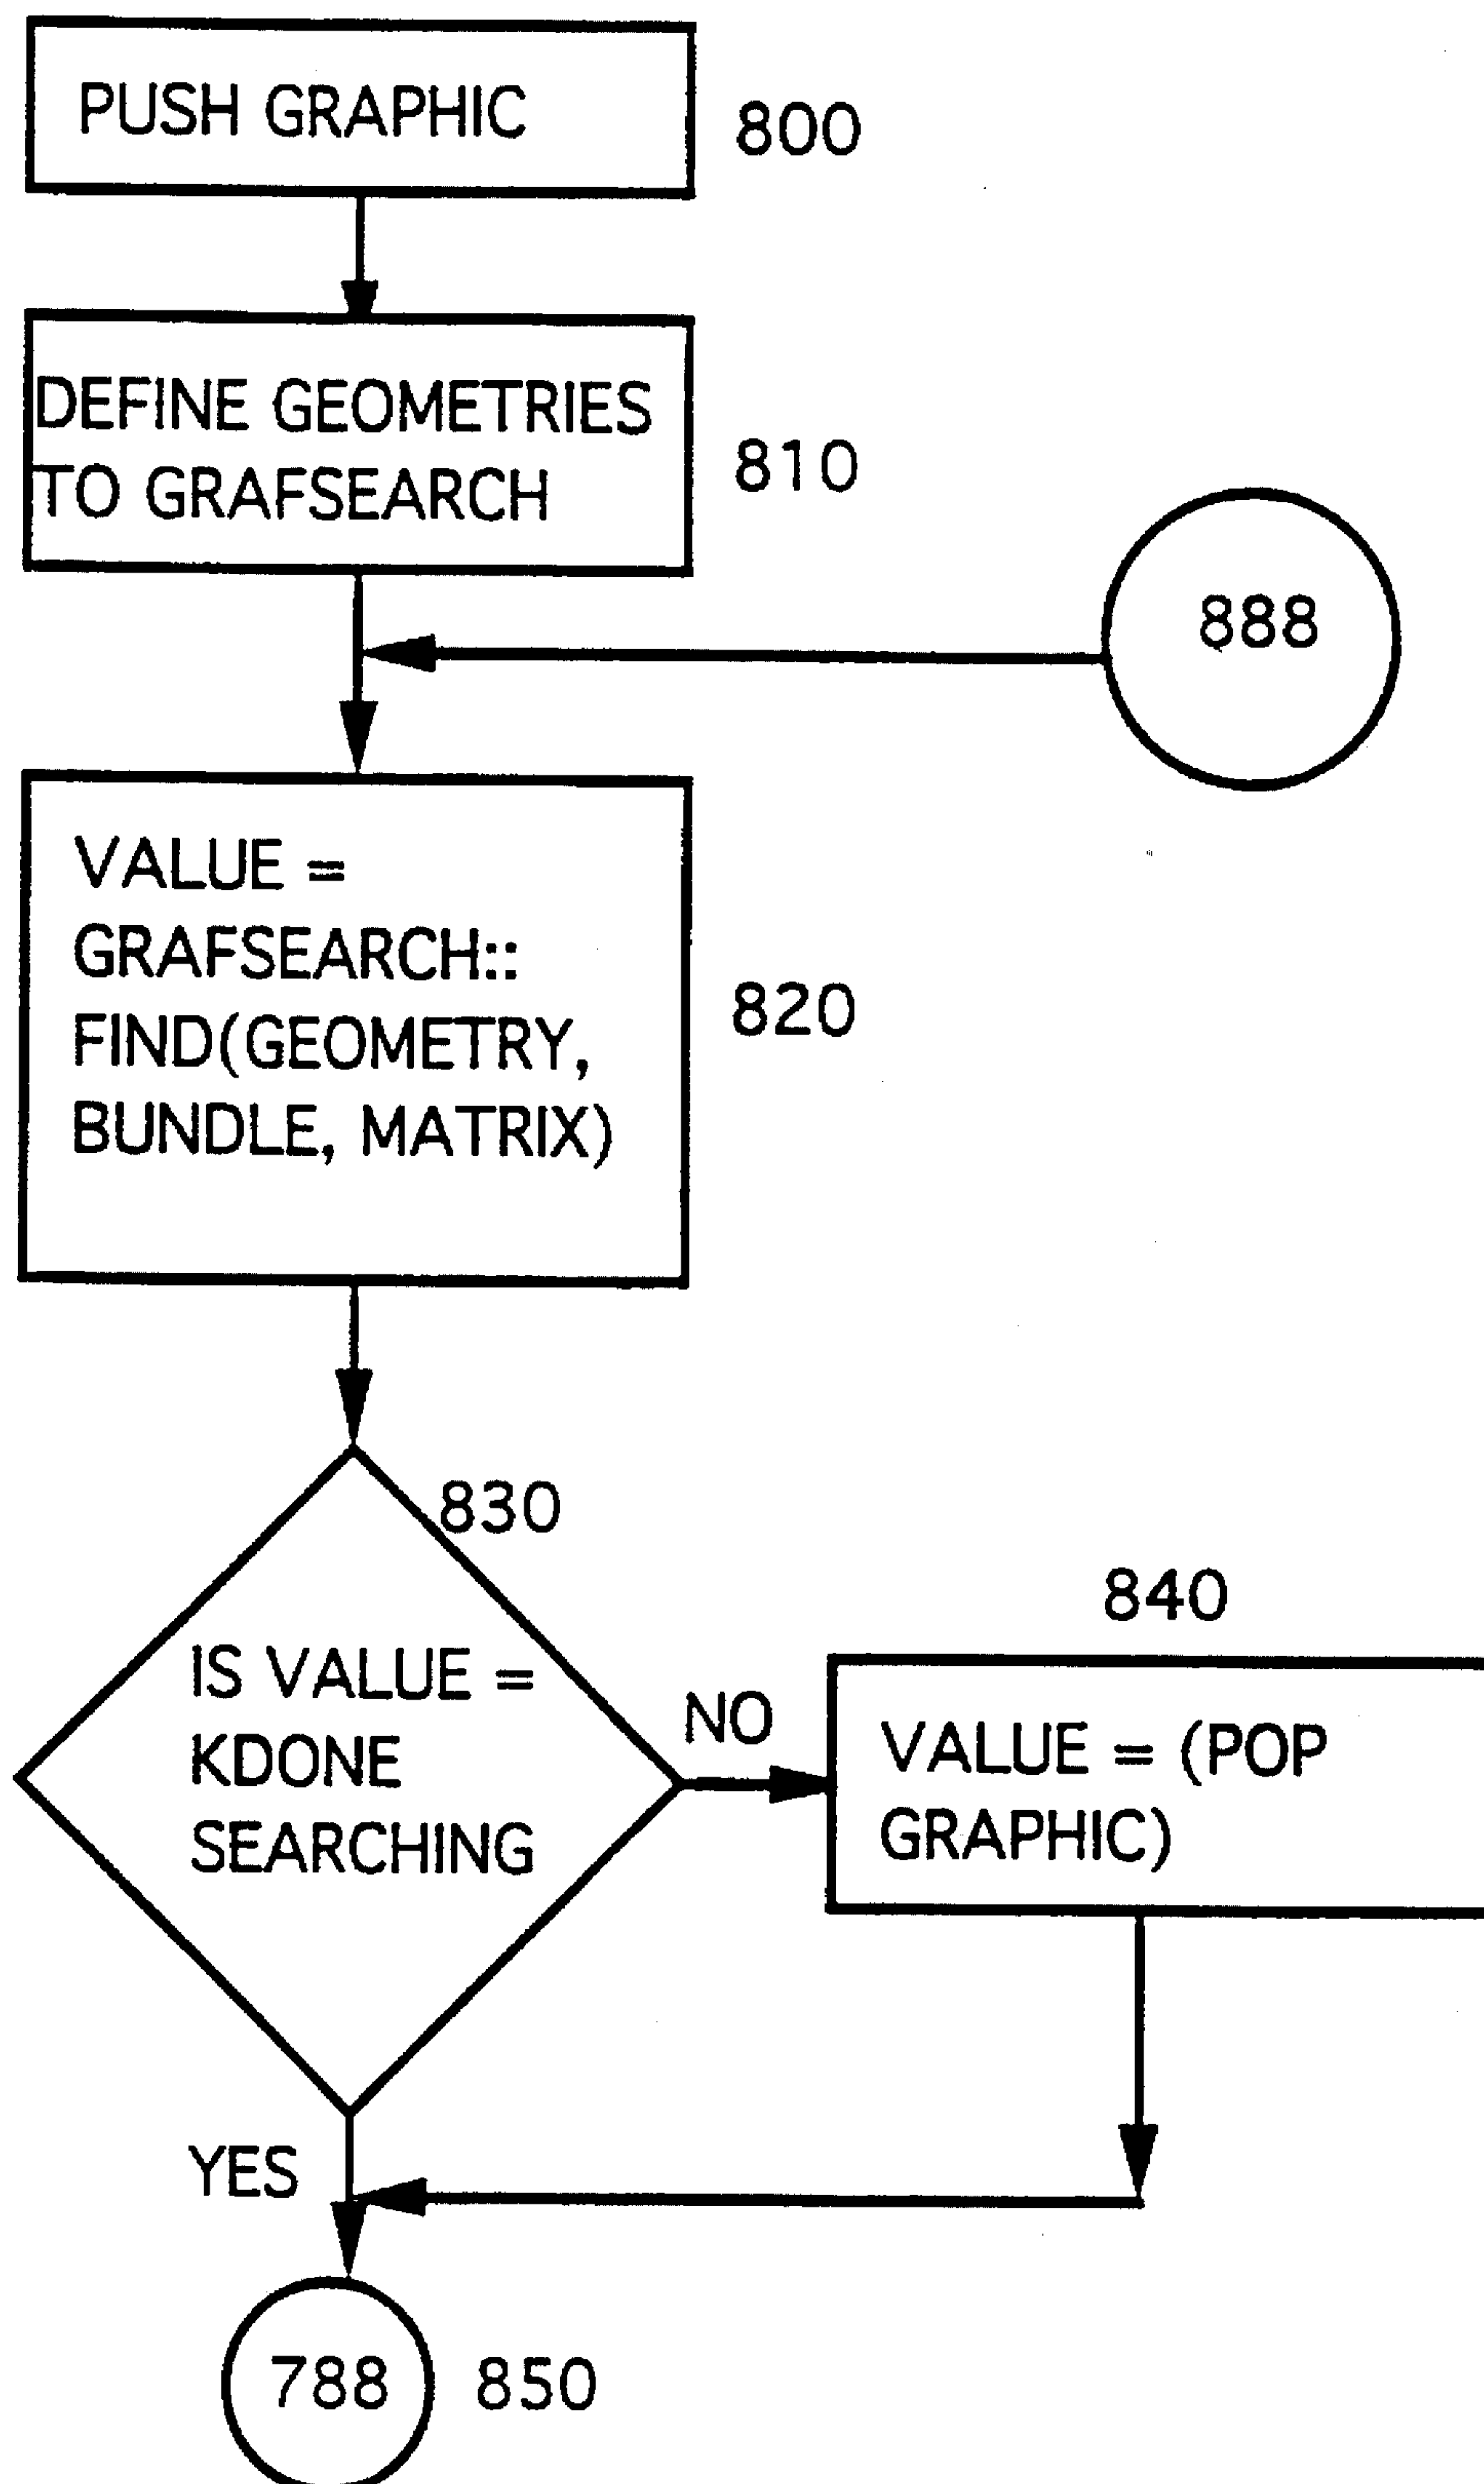 PUSH GRAPHIC
800
DEFINE GEOMETRIES
TO GRAFSEARCH
810
888
VALUE =
GRAFSEARCH::
FIND(GEOMETRY,
BUNDLE, MATRIX)
820
830
IS VALUE =
KDONE
SEARCHING
NO
840
VALUE = (POP
GRAPHIC)
YES
788
850